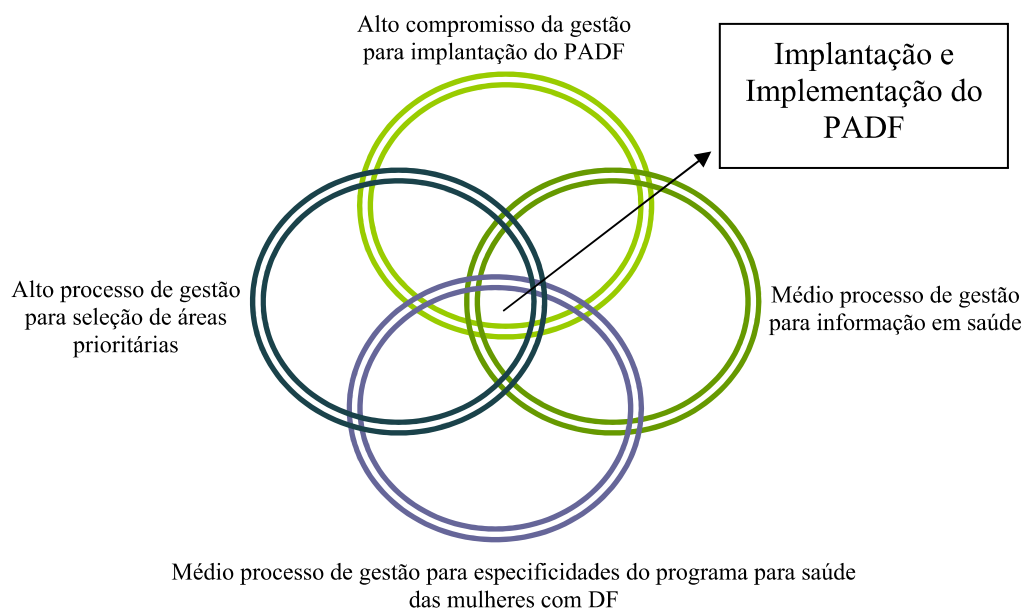 Alto compromisso da gestão
para implantação do PADF
Implantação e
Implementação do
PADF
Alto processo de gestão
para seleção de áreas
prioritárias
Médio processo de gestão
para informação em saúde
Médio processo de gestão para especificidades do programa para saúde
das mulheres com DF